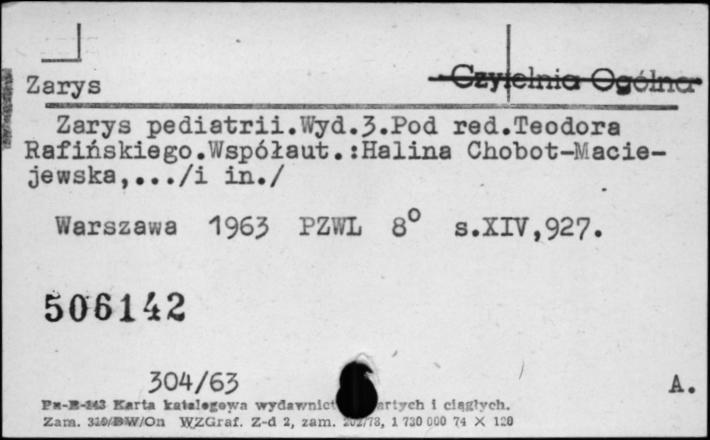 Zarys
Czytelnia Ogólna
Zarys pediatrii.Wyd.3.Pod red.Teodora
Rafińskiego.Współaut.:Halina Chobot-Macie-
jewska,.../i in./
Warszawa 1963 PZWL 8° s.XIV,927.
506142
304/63
A.
Karta katalogowa wydawnict artych i ciągłych.
Zam. WZGraf. Z-d 2, zam. 1 730 000 74 X 120